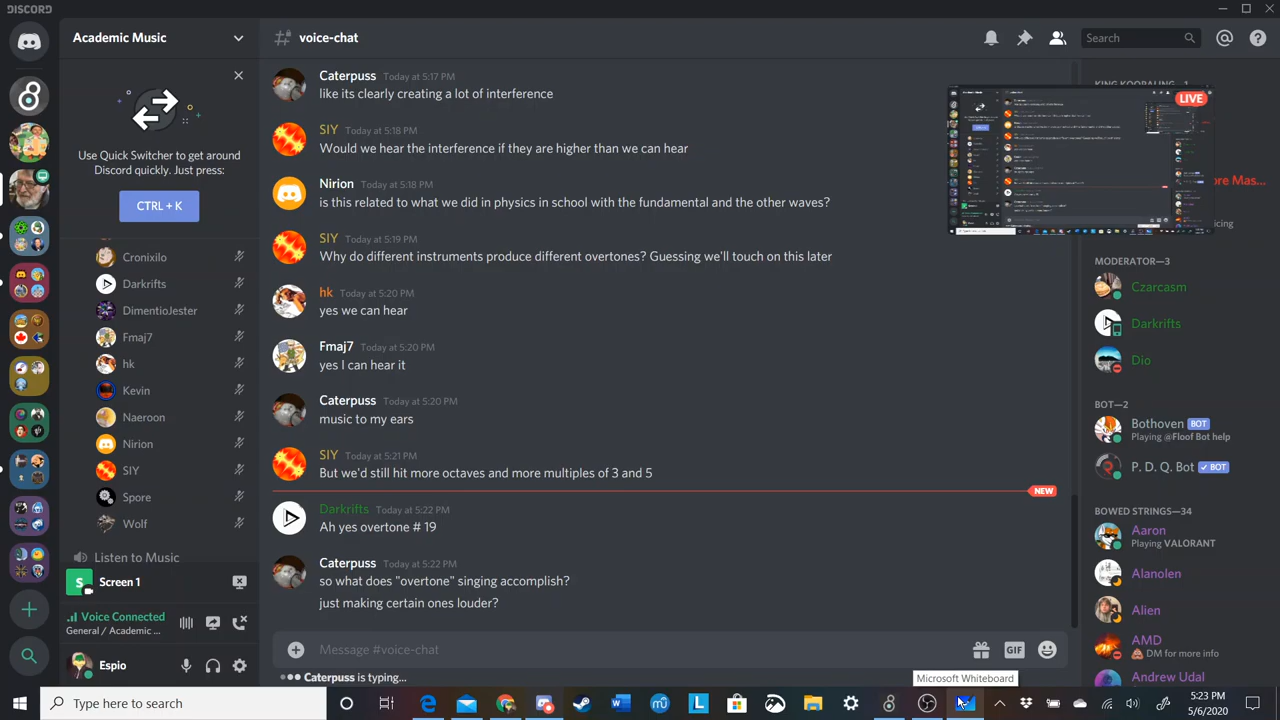 DISCORD
Academic Music
voice-chat
Search
Use Quick Switcher to get around
Discord quickly. Just press:
CTRL + K
Cronixilo
Darkrifts
DimentioJester
Fmaj7
hk
Kevin
Naeroon
Nirion
SIY
Spore
Wolf
Listen to Music
Screen 1
Voice Connected
General / Academic ...
Espio
Caterpuss Today at 5:17 PM
like its clearly creating a lot of interference
SIY Today at 5:18 PM
Would we hear the interference if they are higher than we can hear
Nirion Today at 5:18 PM
is this related to what we did in physics in school with the fundamental and the other waves?
SIY Today at 5:19 PM
Why do different instruments produce different overtones? Guessing we'll touch on this later
hk Today at 5:20 PM
yes we can hear
Fmaj7 Today at 5:20 PM
yes I can hear it
Caterpuss Today at 5:20 PM
music to my ears
SIY Today at 5:21 PM
But we'd still hit more octaves and more multiples of 3 and 5
NEW
Darkrifts Today at 5:22 PM
Ah yes overtone # 19
Caterpuss Today at 5:22 PM
so what does "overtone" singing accomplish?
just making certain ones louder?
Message #voice-chat
GIF
Caterpuss is typing...
LIVE
ore Mas...
icing
MODERATOR—3
Czarcasm
Darkrifts
Dio
BOT—2
Bothoven BOT
Playing @Floof Bot help
P. D. Q. Bot ✔ BOT
BOWED STRINGS—34
Aaron
Playing VALORANT
Alanolen
Alien
AMD
DM for more info
Andrew Udal
Microsoft Whiteboard
Type here to search
5:23 PM
5/6/2020